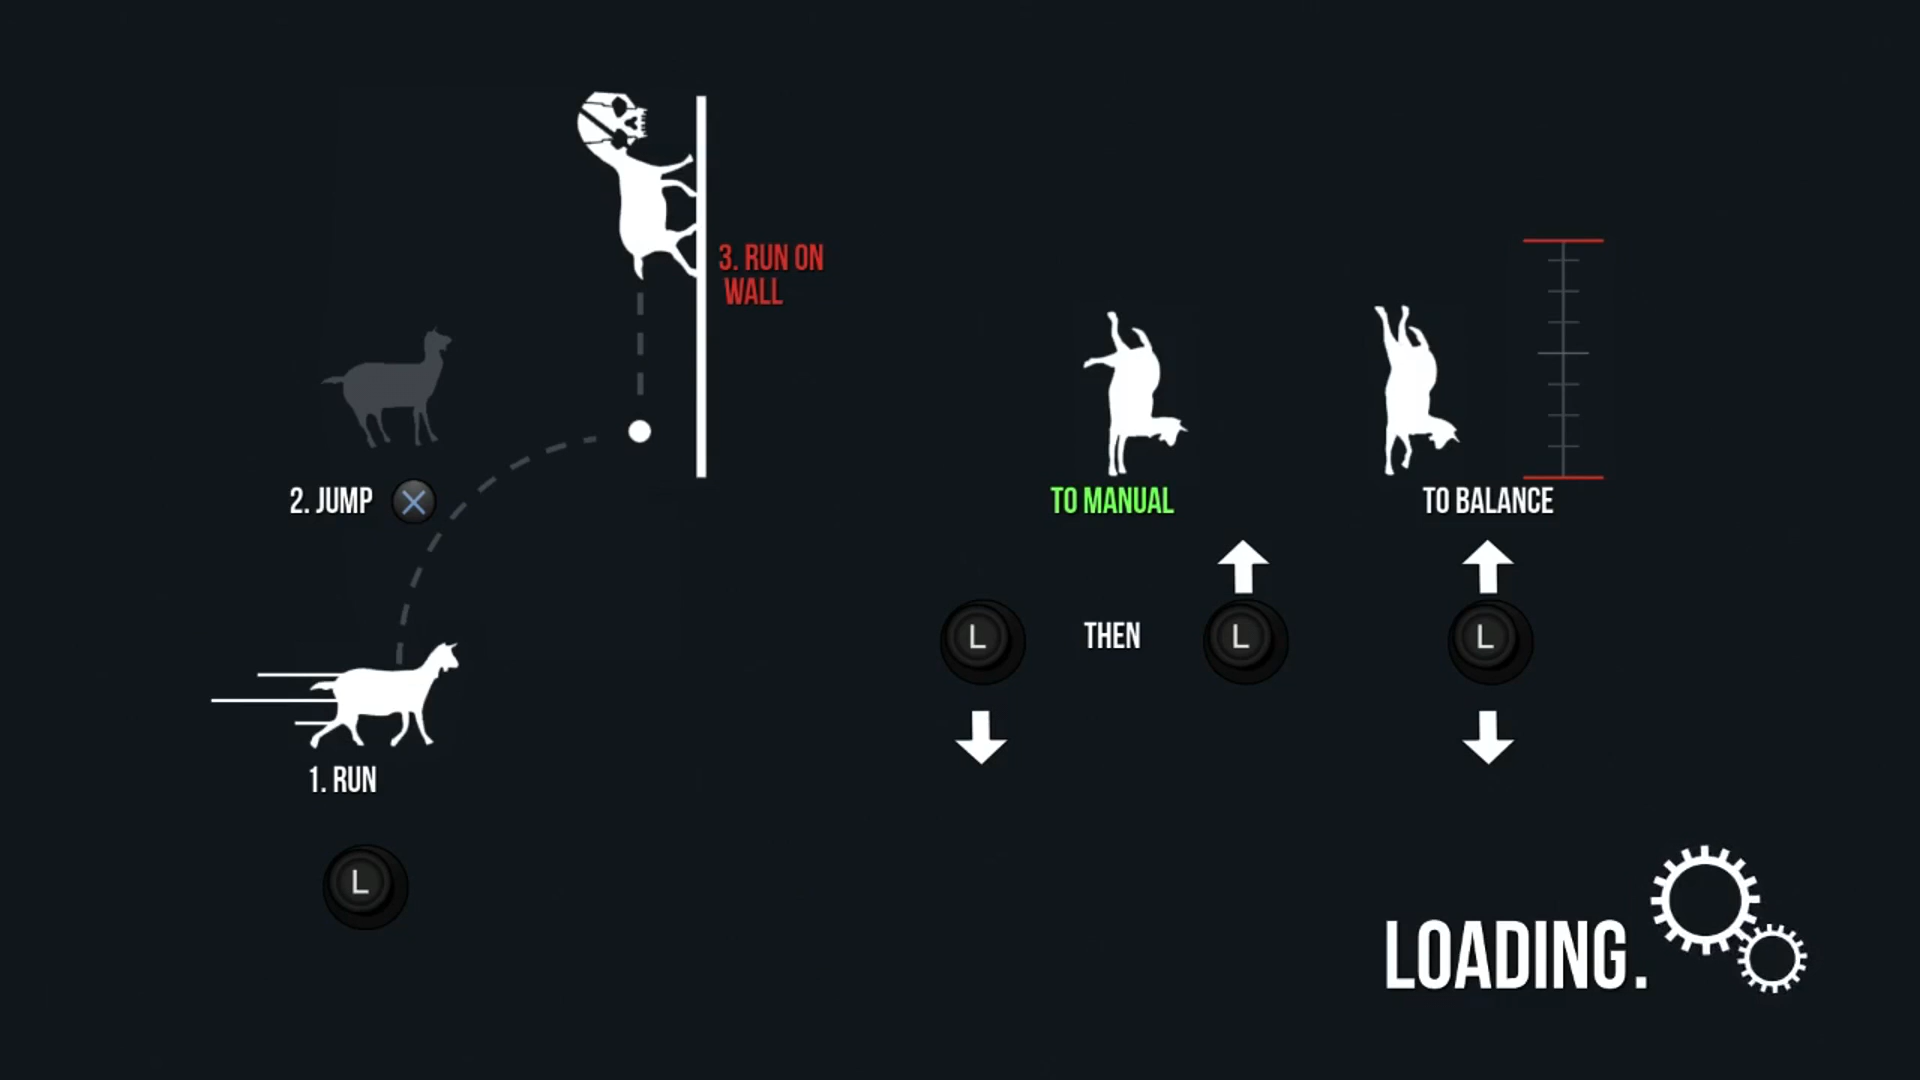 3. RUN ON
WALL
2. JUMP
1. RUN
L
TO MANUAL
L
THEN
L
TO BALANCE
L
LOADING.